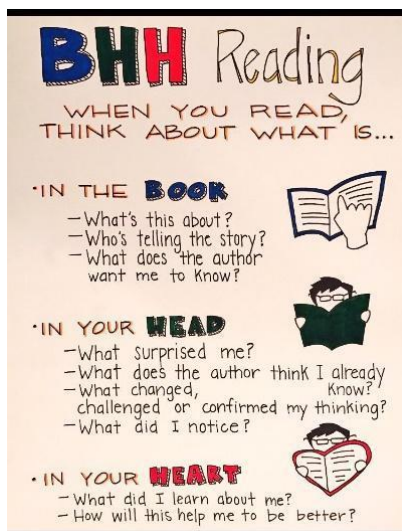 BHH Reading
WHEN YOU READ,
THINK ABOUT WHAT IS...
·IN THE BOOK
-What's this about?
-Who's telling the story?
-What does the author
want me to know?
·IN YOUR HEAD
-What surprised me?
-What does the author think I already
Know?
-What changed,
challenged or confirmed my thinking?
-What did I notice?
·IN YOUR HEART
-What did I learn about me?
-How will this help me to be better?